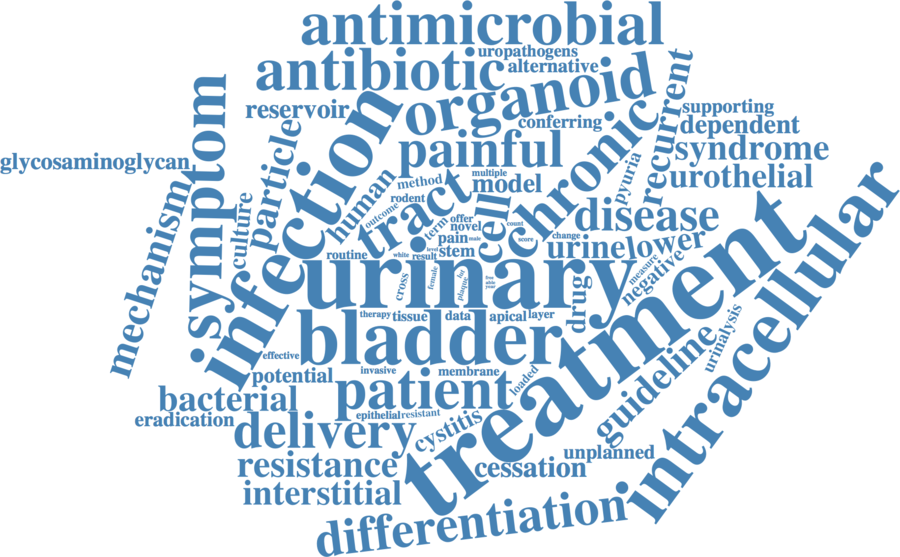 antimicrobial
uropathogens
antibiotic
alternative
organoid
reservoir
conferring
recurrent
supporting
dependent
glycosaminoglycan
symptom
infection
particle
painful
chronic
syndrome
pyuria
urothelial
mechanism
culture
human
method
multiple
rodent
model
tract
outcome
cell
disease
intracellular
term
offer
novel
count
score
change
pain
male
stem
urine
lower
routine
white
level
result
urinary
measure
negative
treatment
cross
female
plaque
drug
therapy
tissue
data
apical
layer
bladder
guideline
urinalysis
effective
potential
invasive
membrane
patient
loaded
bacterial
eradication
epithelial
resistant
delivery
cystitis
unplanned
resistance
cessation
interstitial
differentiation